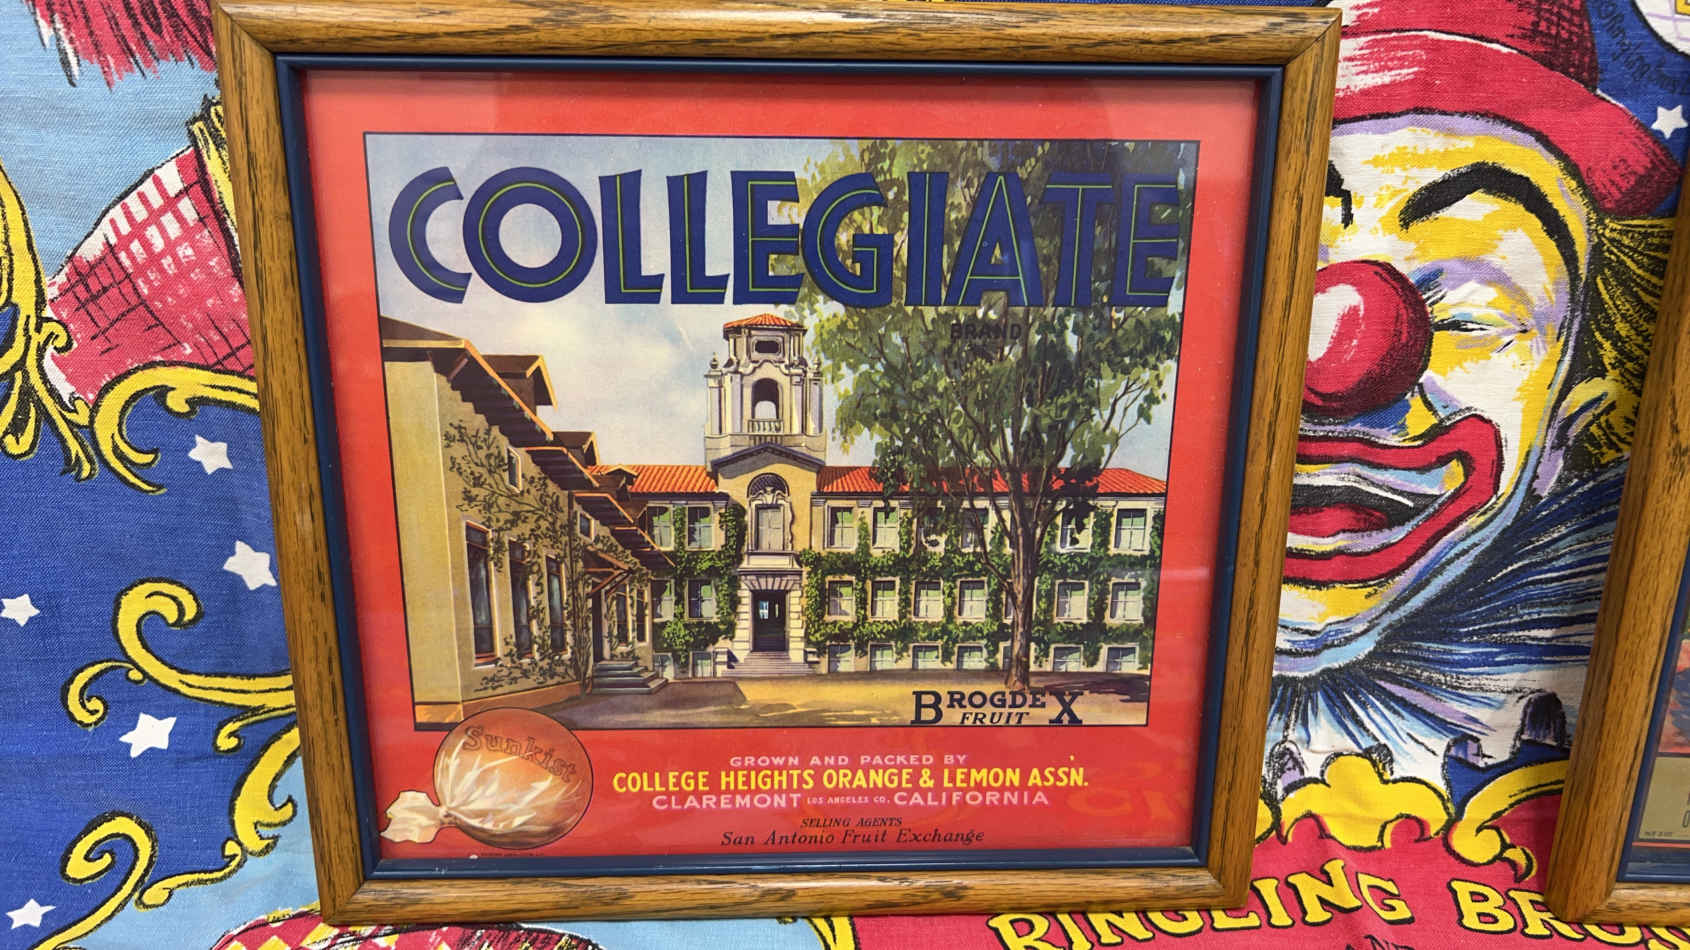 COLLEGIATE
BRAND
BROGDEX
FRUIT
Sunkist
GROWN AND PACKED BY
COLLEGE HEIGHTS ORANGE & LEMON ASSN.
CLAREMONT LOS ANGELES CO. CALIFORNIA
SELLING AGENTS
San Antonio Fruit Exchange
RINGLING BRO